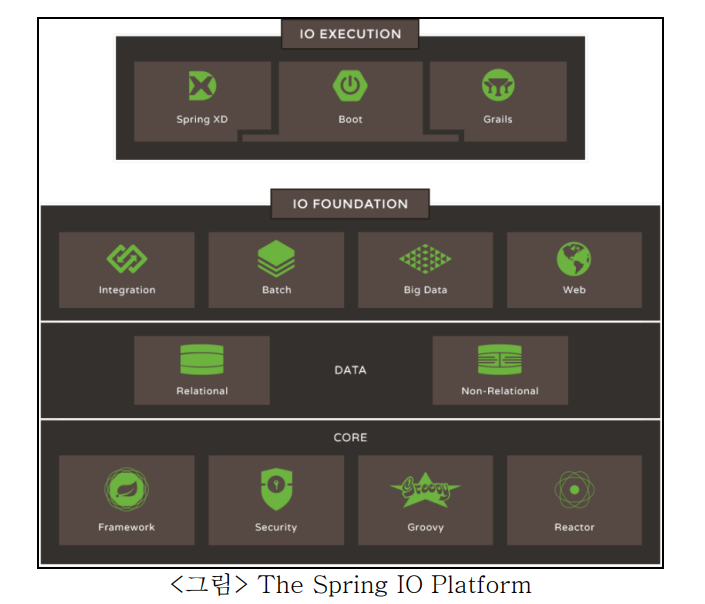 IO EXECUTION
Spring XD
Boot
Grails
IO FOUNDATION
Integration
Batch
Big Data
Web
DATA
Relational
Non-Relational
CORE
Groovy
Framework
Security
Groovy
Reactor
<그림> The Spring IO Platform